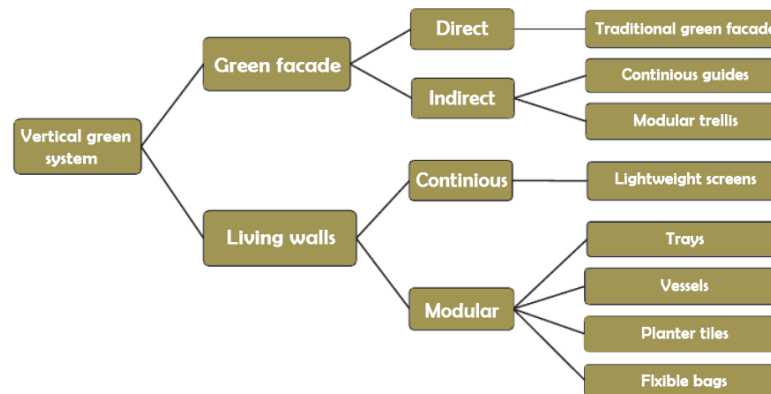 Direct
Traditional green facade
Green facade
Indirect
Continious guides
Modular trellis
Vertical green
system
Continious
Lightweight screens
Living walls
Trays
Modular
Vessels
Planter tiles
Flxible bags